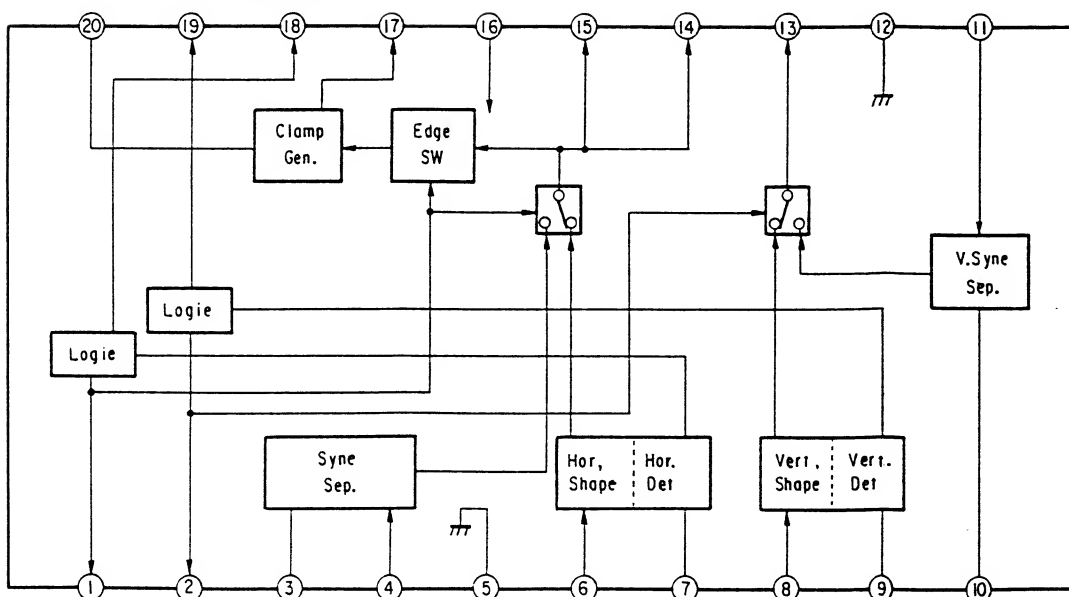 20 19 18 17 16 15 14 13 12 11
Clamp
Gen.
Edge
SW
V.Syne
Sep.
Logie
Logie
Syne
Sep.
Hor,
Shape
Hor.
Det
Vert,
Shape
Vert.
Det
1 2 3 4 5 6 7 8 9 10